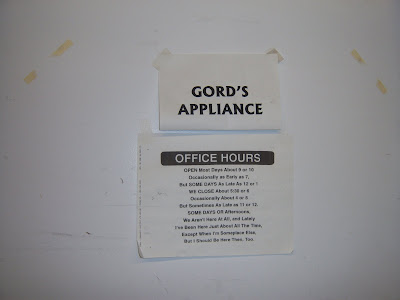 GORD'S
APPLIANCE
OFFICE HOURS
OPEN Most Days About 9 or 10
Occasionally as Early as 7,
But SOME DAYS As Late As 12 or 1
WE CLOSE About 5:30 or 6
Occasionally About 4 or 5
But Sometimes As Late as 11 or 12.
SOME DAYS OR Afternoons,
We Aren't Here At All, and Lately
I've Been Here Just About All The Time,
Except When I'm Someplace Else,
But I Should Be Here Then, Too.